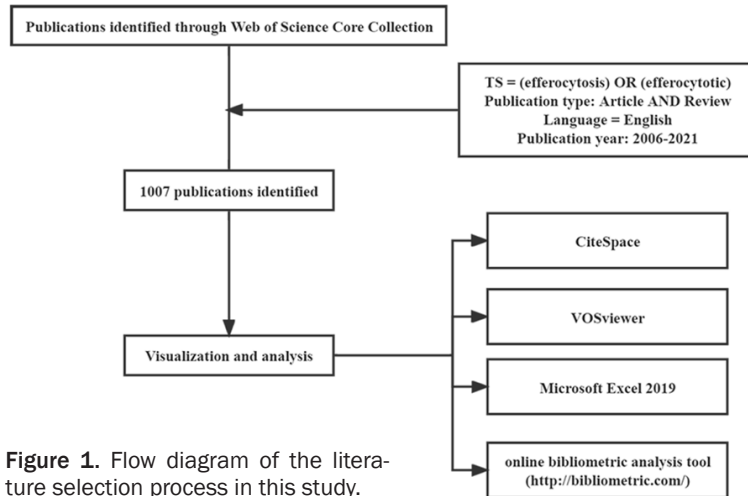 Publications identified through Web of Science Core Collection
TS = (efferocytosis) OR (efferocytotic)
Publication type: Article AND Review
Language = English
Publication year: 2006-2021
1007 publications identified
CiteSpace
VOSviewer
Visualization and analysis
Microsoft Excel 2019
online bibliometric analysis tool
(http://bibliometric.com/)
Figure 1. Flow diagram of the litera-
ture selection process in this study.